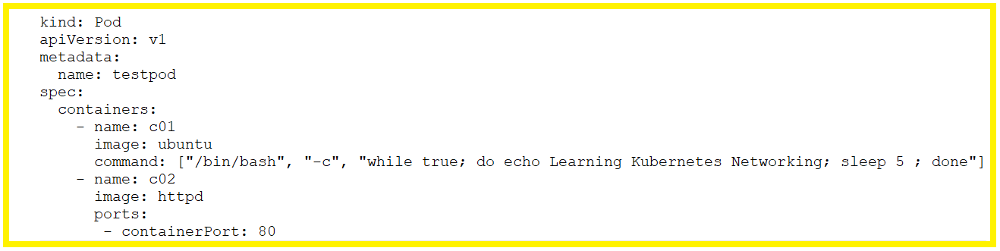 kind: Pod
apiVersion: v1
metadata:
  name: testpod
spec:
  containers:
    - name: c01
      image: ubuntu
      command: ["/bin/bash", "-c", "while true; do echo Learning Kubernetes Networking; sleep 5 ; done"]
    - name: c02
      image: httpd
      ports:
       - containerPort: 80